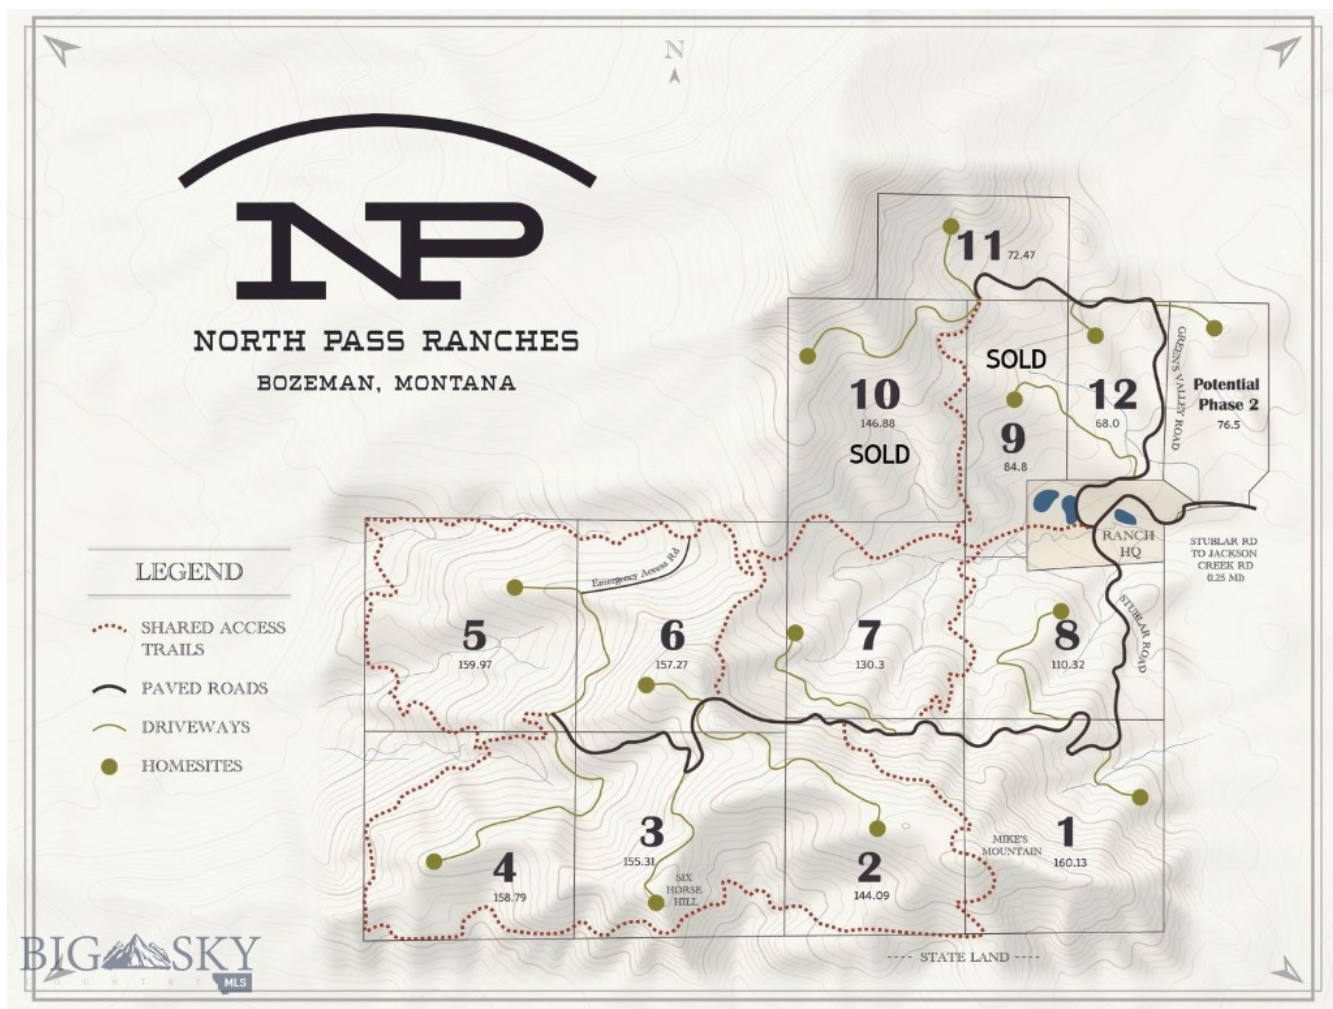 N
NP
NORTH PASS RANCHES
BOZEMAN, MONTANA
11 72.47
SOLD
10
146.88
SOLD
9
84.8
12
68.0
GREEN'S VALLEY ROAD
Potential
Phase 2
76.5
RANCH
HQ
STUBLAR RD
TO JACKSON
CREEK RD
(1.25 MI)
STUBLAR ROAD
LEGEND
SHARED ACCESS
TRAILS
PAVED ROADS
DRIVEWAYS
HOMESITES
Emergency Access Rd
5
159.97
6
157.27
7
130.3
8
110.32
4
158.79
3
155.31
SIX
HORSE
HILL
2
144.09
MIKE'S
MOUNTAIN
1
160.13
---- STATE LAND ----
BIG SKY
COUNTRY
MLS